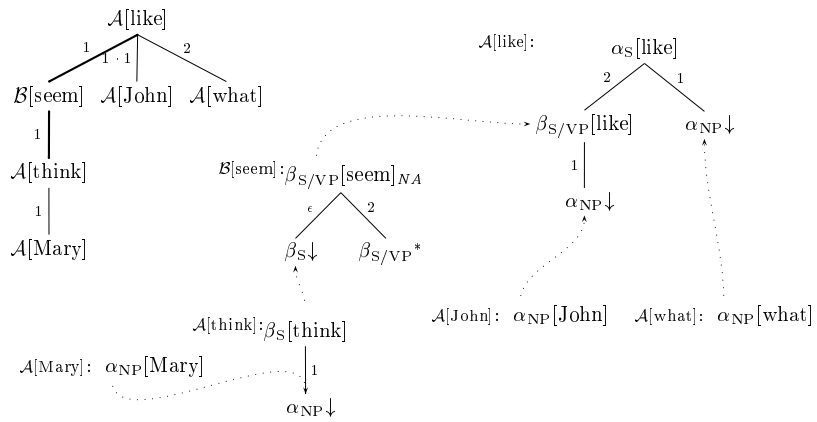 𝒜[like]
1 1 · 1 2
ℬ[seem] 𝒜[John] 𝒜[what]
1
𝒜[think]
1
𝒜[Mary]
𝒜[like]: α_S[like]
2 1
β_S/VP[like] α_NP↓
1
α_NP↓
ℬ[seem]: β_S/VP[seem]_NA
ϵ 2
β_S↓ β_S/VP*
𝒜[John]: α_NP[John] 𝒜[what]: α_NP[what]
𝒜[think]: β_S[think]
1
𝒜[Mary]: α_NP[Mary]
α_NP↓